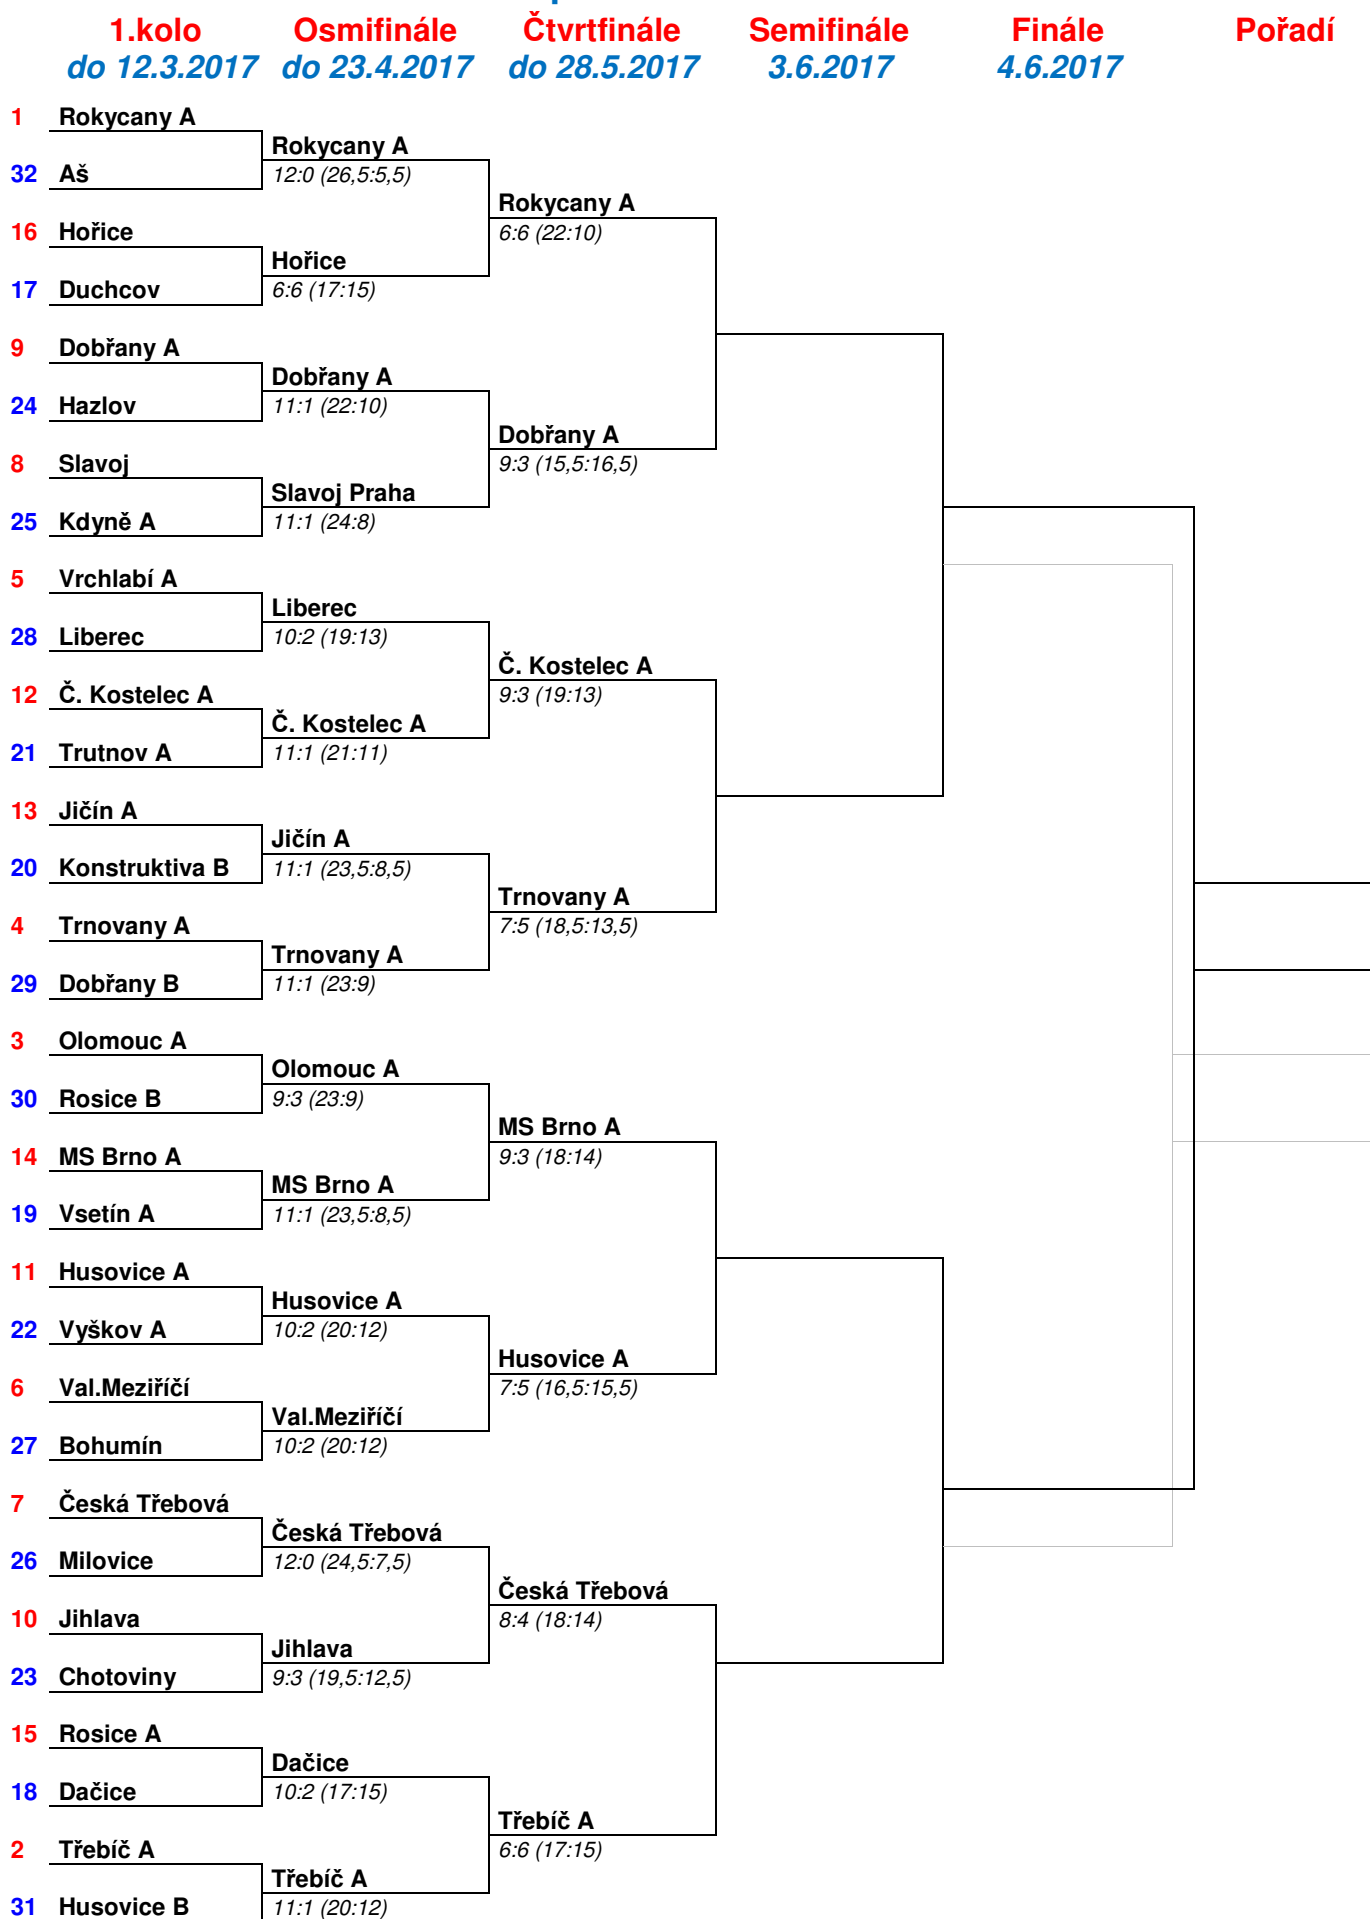 1.kolo Osmifinále Čtvrtfinále Semifinále Finále Pořadí
do 12.3.2017 do 23.4.2017 do 28.5.2017 3.6.2017 4.6.2017
1 Rokycany A
Rokycany A
32 Aš 12:0 (26,5:5,5)
Rokycany A
16 Hořice 6:6 (22:10)
Hořice
17 Duchcov 6:6 (17:15)
9 Dobřany A
Dobřany A
24 Hazlov 11:1 (22:10)
Dobřany A
8 Slavoj 9:3 (15,5:16,5)
Slavoj Praha
25 Kdyně A 11:1 (24:8)
5 Vrchlabí A
Liberec
28 Liberec 10:2 (19:13)
Č. Kostelec A
12 Č. Kostelec A 9:3 (19:13)
Č. Kostelec A
21 Trutnov A 11:1 (21:11)
13 Jičín A
Jičín A
20 Konstruktiva B 11:1 (23,5:8,5)
Trnovany A
4 Trnovany A 7:5 (18,5:13,5)
Trnovany A
29 Dobřany B 11:1 (23:9)
3 Olomouc A
Olomouc A
30 Rosice B 9:3 (23:9)
MS Brno A
14 MS Brno A 9:3 (18:14)
MS Brno A
19 Vsetín A 11:1 (23,5:8,5)
11 Husovice A
Husovice A
22 Vyškov A 10:2 (20:12)
Husovice A
6 Val.Meziříčí 7:5 (16,5:15,5)
Val.Meziříčí
27 Bohumín 10:2 (20:12)
7 Česká Třebová
Česká Třebová
26 Milovice 12:0 (24,5:7,5)
Česká Třebová
10 Jihlava 8:4 (18:14)
Jihlava
23 Chotoviny 9:3 (19,5:12,5)
15 Rosice A
Dačice
18 Dačice 10:2 (17:15)
Třebíč A
2 Třebíč A 6:6 (17:15)
Třebíč A
31 Husovice B 11:1 (20:12)